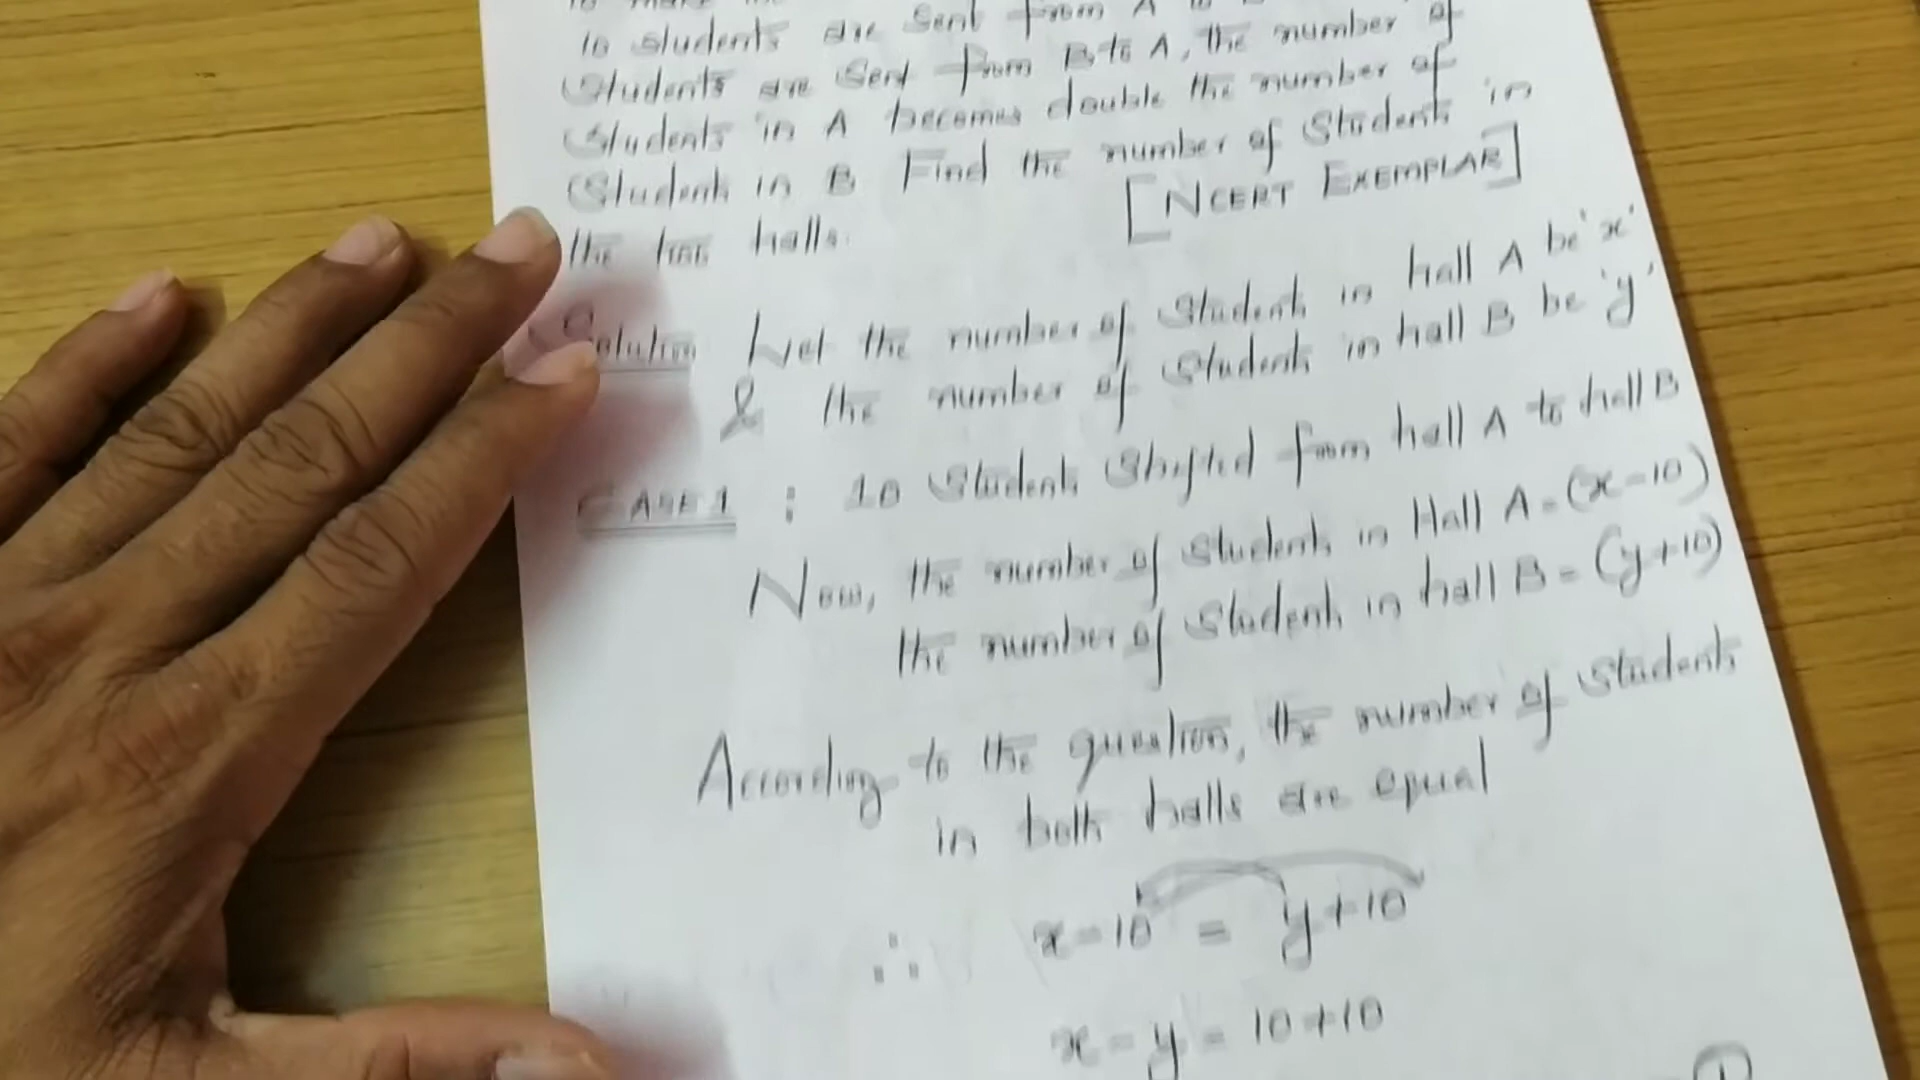 to make the
10 students are sent from A to B
students are sent from B to A, the number of
students in A becomes double the number of
Students in B Find the number of Students in
the two halls. [NCERT EXEMPLAR]
Solution Let the number of Students in hall A be 'x'
& the number of Students in hall B be 'y'
CASE 1 : 10 Students Shifted from hall A to hall B
Now, the number of Students in Hall A = (x-10)
the number of Students in hall B = (y+10)
According to the question, the number of Students
in both halls are equal
∴ x-10 = y+10
x-y = 10+10
1